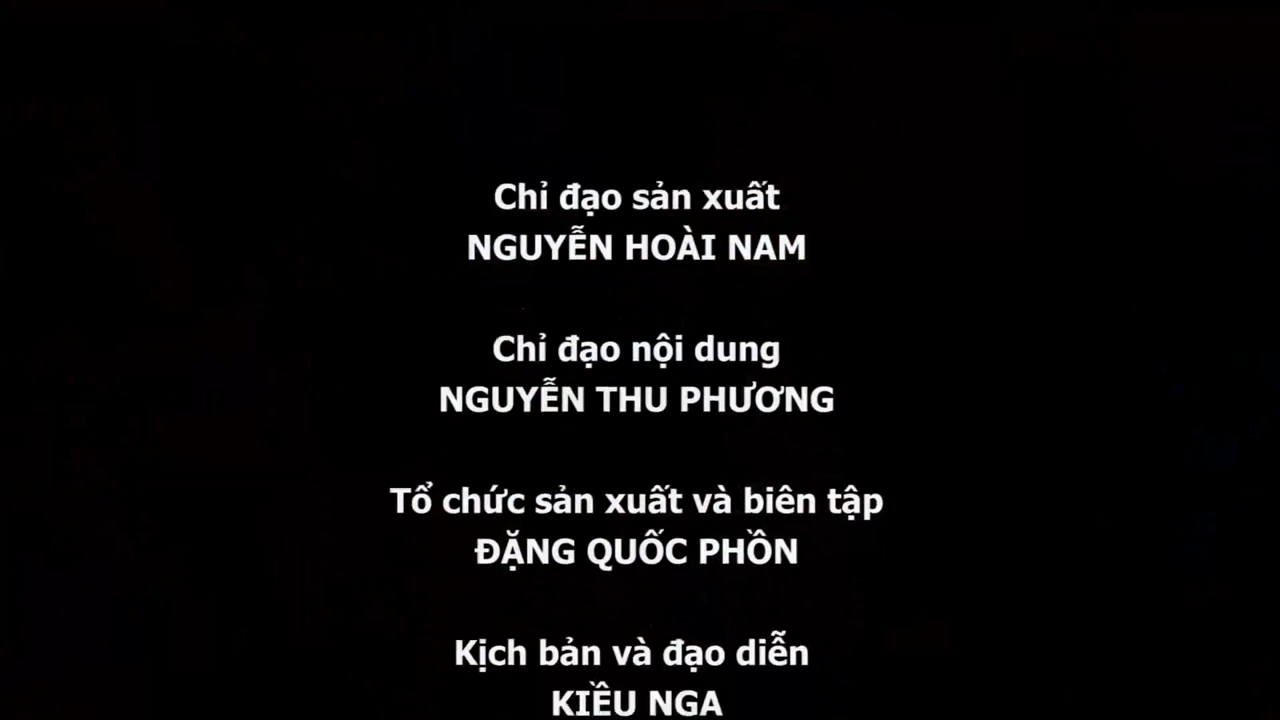 Chỉ đạo sản xuất
NGUYỄN HOÀI NAM
Chỉ đạo nội dung
NGUYỄN THU PHƯƠNG
Tổ chức sản xuất và biên tập
ĐẶNG QUỐC PHỒN
Kịch bản và đạo diễn
KIỀU NGA